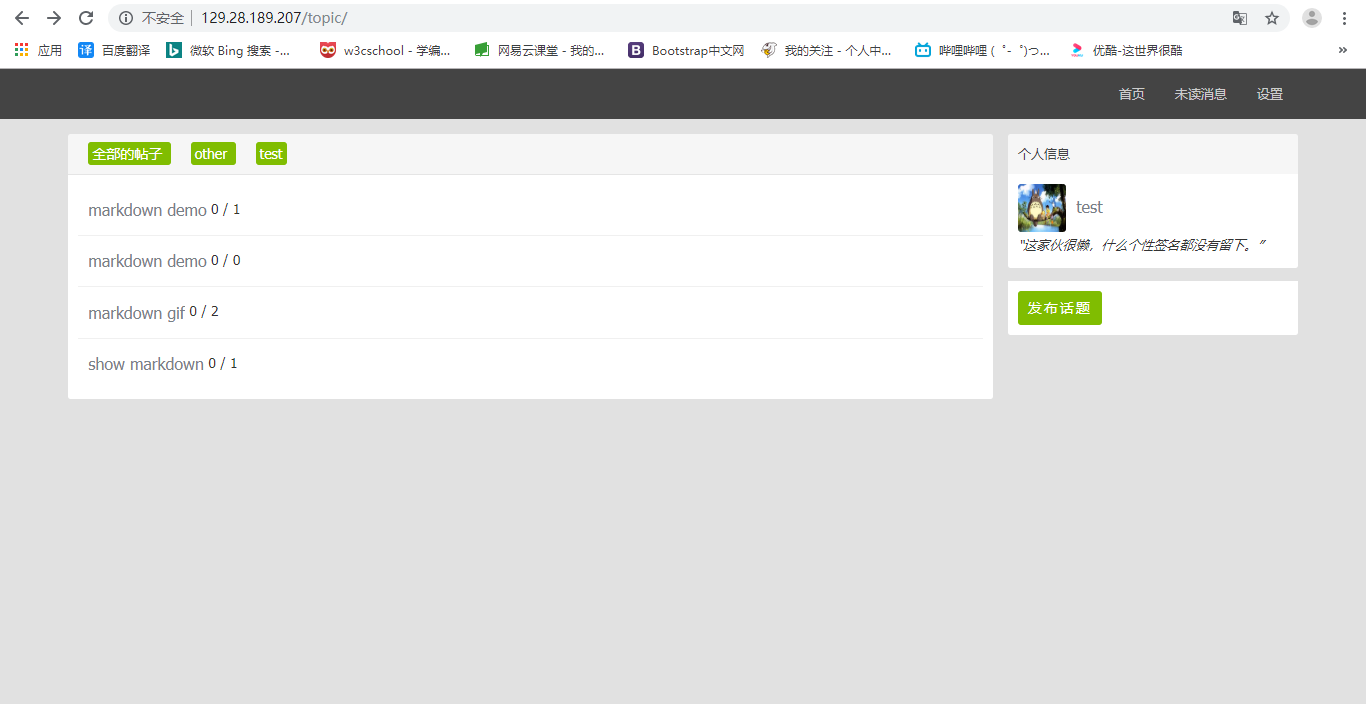 不安全 129.28.189.207/topic/
应用 百度翻译 微软 Bing 搜索 -... w3cschool - 学编... 网易云课堂 - 我的... Bootstrap中文网 我的关注 - 个人中... 哔哩哔哩 ( ゜- ゜)つ... 优酷-这世界很酷 »
首页 未读消息 设置
全部的帖子 other test
markdown demo 0 / 1
markdown demo 0 / 0
markdown gif 0 / 2
show markdown 0 / 1
个人信息
test
"这家伙很懒，什么个性签名都没有留下。"
发布话题